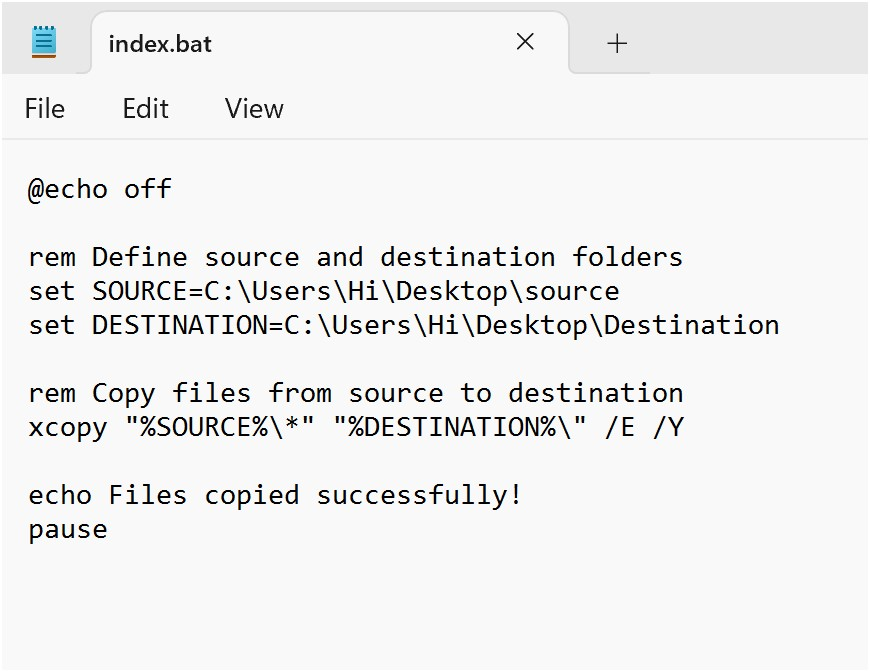 index.bat
File Edit View
@echo off
rem Define source and destination folders
set SOURCE=C:\Users\Hi\Desktop\source
set DESTINATION=C:\Users\Hi\Desktop\Destination
rem Copy files from source to destination
xcopy "%SOURCE%\*" "%DESTINATION%\" /E /Y
echo Files copied successfully!
pause